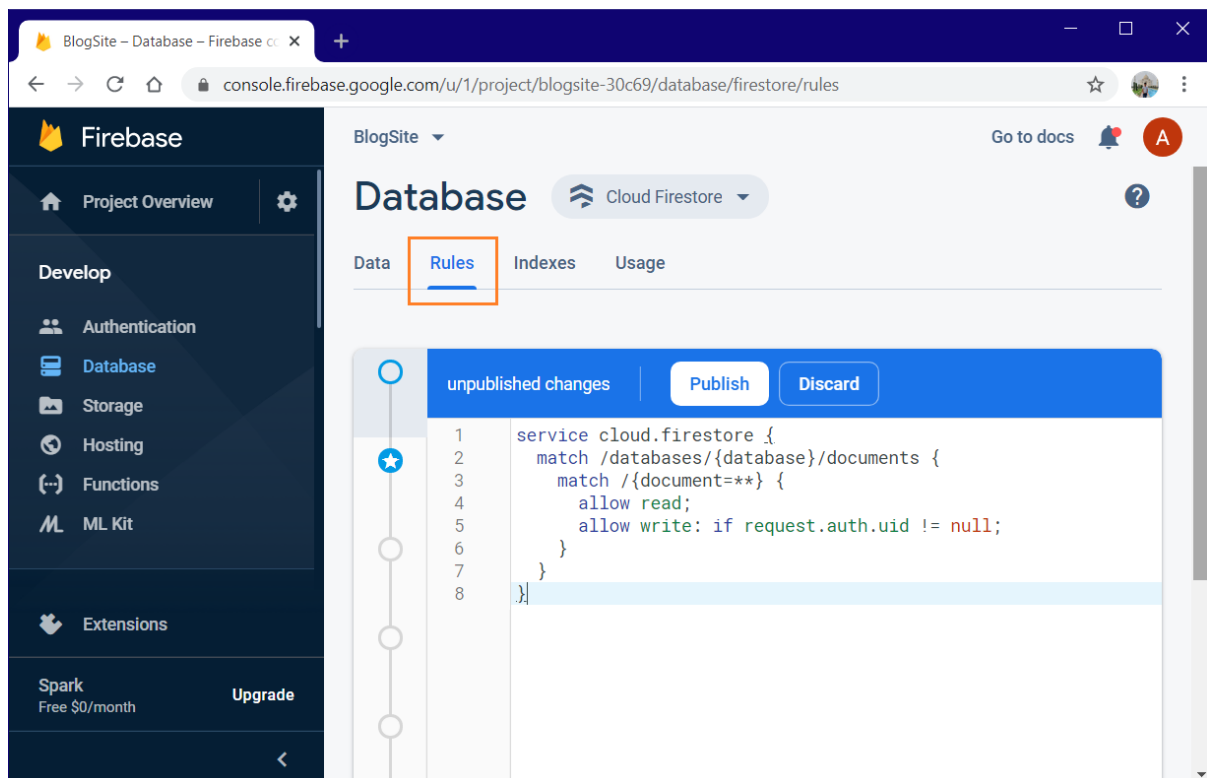 BlogSite – Database – Firebase co
console.firebase.google.com/u/1/project/blogsite-30c69/database/firestore/rules
Firebase
BlogSite
Go to docs
A
Project Overview
Database
Cloud Firestore
?
Develop
Data Rules Indexes Usage
Authentication
Database
Storage
Hosting
Functions
ML Kit
Extensions
Spark
Free $0/month
Upgrade
unpublished changes
Publish
Discard
1 service cloud.firestore {
2 match /databases/{database}/documents {
3 match /{document=**} {
4 allow read;
5 allow write: if request.auth.uid != null;
6 }
7 }
8 }